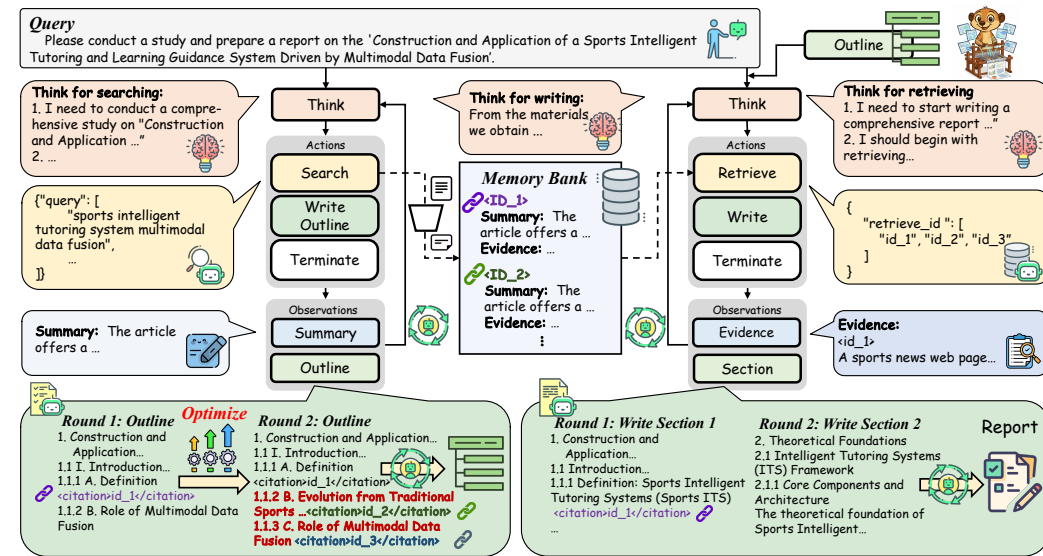 Query
Please conduct a study and prepare a report on the 'Construction and Application of a Sports Intelligent
Tutoring and Learning Guidance System Driven by Multimodal Data Fusion'.
Outline
Think for searching:
1. I need to conduct a compre-
hensive study on "Construction
and Application …"
2. …
Think
Actions
Search
Write
Outline
Terminate
Observations
Summary
Outline
{"query": [
"sports intelligent
tutoring system multimodal
data fusion",
…
]}
Summary: The article
offers a …
Think for writing:
From the materials
we obtain …
Memory Bank
<ID_1>
Summary: The
article offers a …
Evidence: …
<ID_2>
Summary: The
article offers a …
Evidence: …
⋮
Think
Actions
Retrieve
Write
Terminate
Observations
Evidence
Section
Think for retrieving
1. I need to start writing a
comprehensive report …"
2. I should begin with
retrieving…
{
"retrieve_id ": [
"id_1", "id_2", "id_3"
]
}
Evidence:
<id_1>
A sports news web page…
Round 1: Outline
1. Construction and
Application…
1.1 I. Introduction…
1.1.1 A. Definition
<citation>id_1</citation>
1.1.2 B. Role of Multimodal Data
Fusion
Optimize
Round 2: Outline
1. Construction and Application…
1.1 I. Introduction…
1.1.1 A. Definition
<citation>id_1</citation>
1.1.2 B. Evolution from Traditional
Sports …<citation>id_2</citation>
1.1.3 C. Role of Multimodal Data
Fusion <citation>id_3</citation>
Round 1: Write Section 1
1. Construction and
Application…
1.1 Introduction…
1.1.1 Definition: Sports Intelligent
Tutoring Systems (Sports ITS)
<citation>id_1</citation>
…
Round 2: Write Section 2
2. Theoretical Foundations
2.1 Intelligent Tutoring Systems
(ITS) Framework
2.1.1 Core Components and
Architecture
The theoretical foundation of
Sports Intelligent…
Report